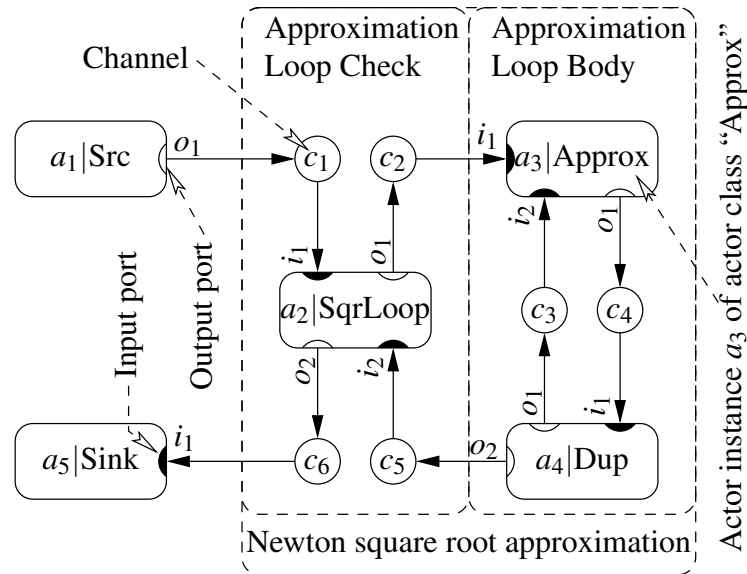 Approximation
Loop Check
Approximation
Loop Body
Channel
a₁|Src
o₁
c₁
c₂
i₁
a₃|Approx
i₂
o₁
i₁
o₁
a₂|SqrLoop
o₂
i₂
c₃
c₄
o₁
i₁
Input port
Output port
a₅|Sink
i₁
c₆
c₅
o₂
a₄|Dup
Newton square root approximation
Actor instance a₃ of actor class “Approx”